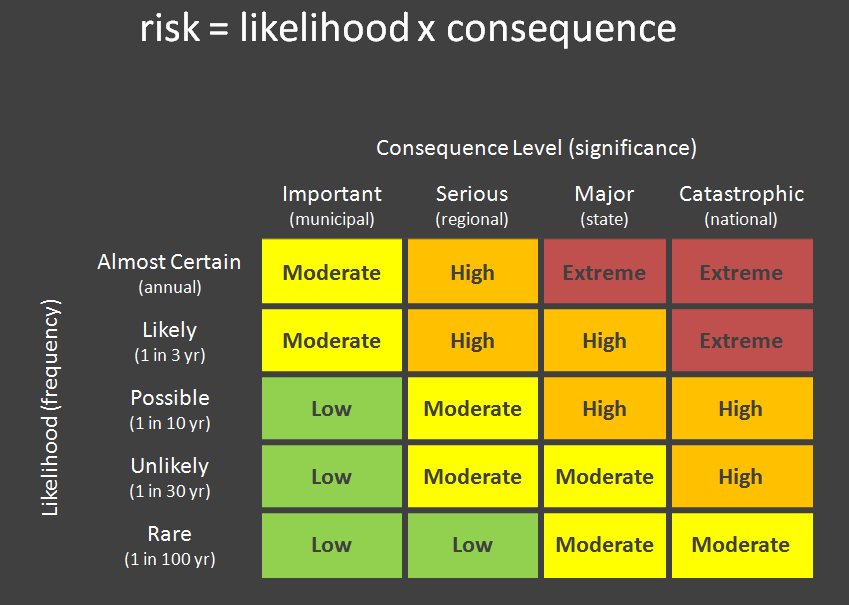 risk = likelihood x consequence
Consequence Level (significance)
Important Serious Major Catastrophic
(municipal) (regional) (state) (national)
Almost Certain
(annual)
Moderate High Extreme Extreme
Likely
(1 in 3 yr)
Moderate High High Extreme
Possible
(1 in 10 yr)
Low Moderate High High
Unlikely
(1 in 30 yr)
Low Moderate Moderate High
Rare
(1 in 100 yr)
Low Low Moderate Moderate
Likelihood (frequency)